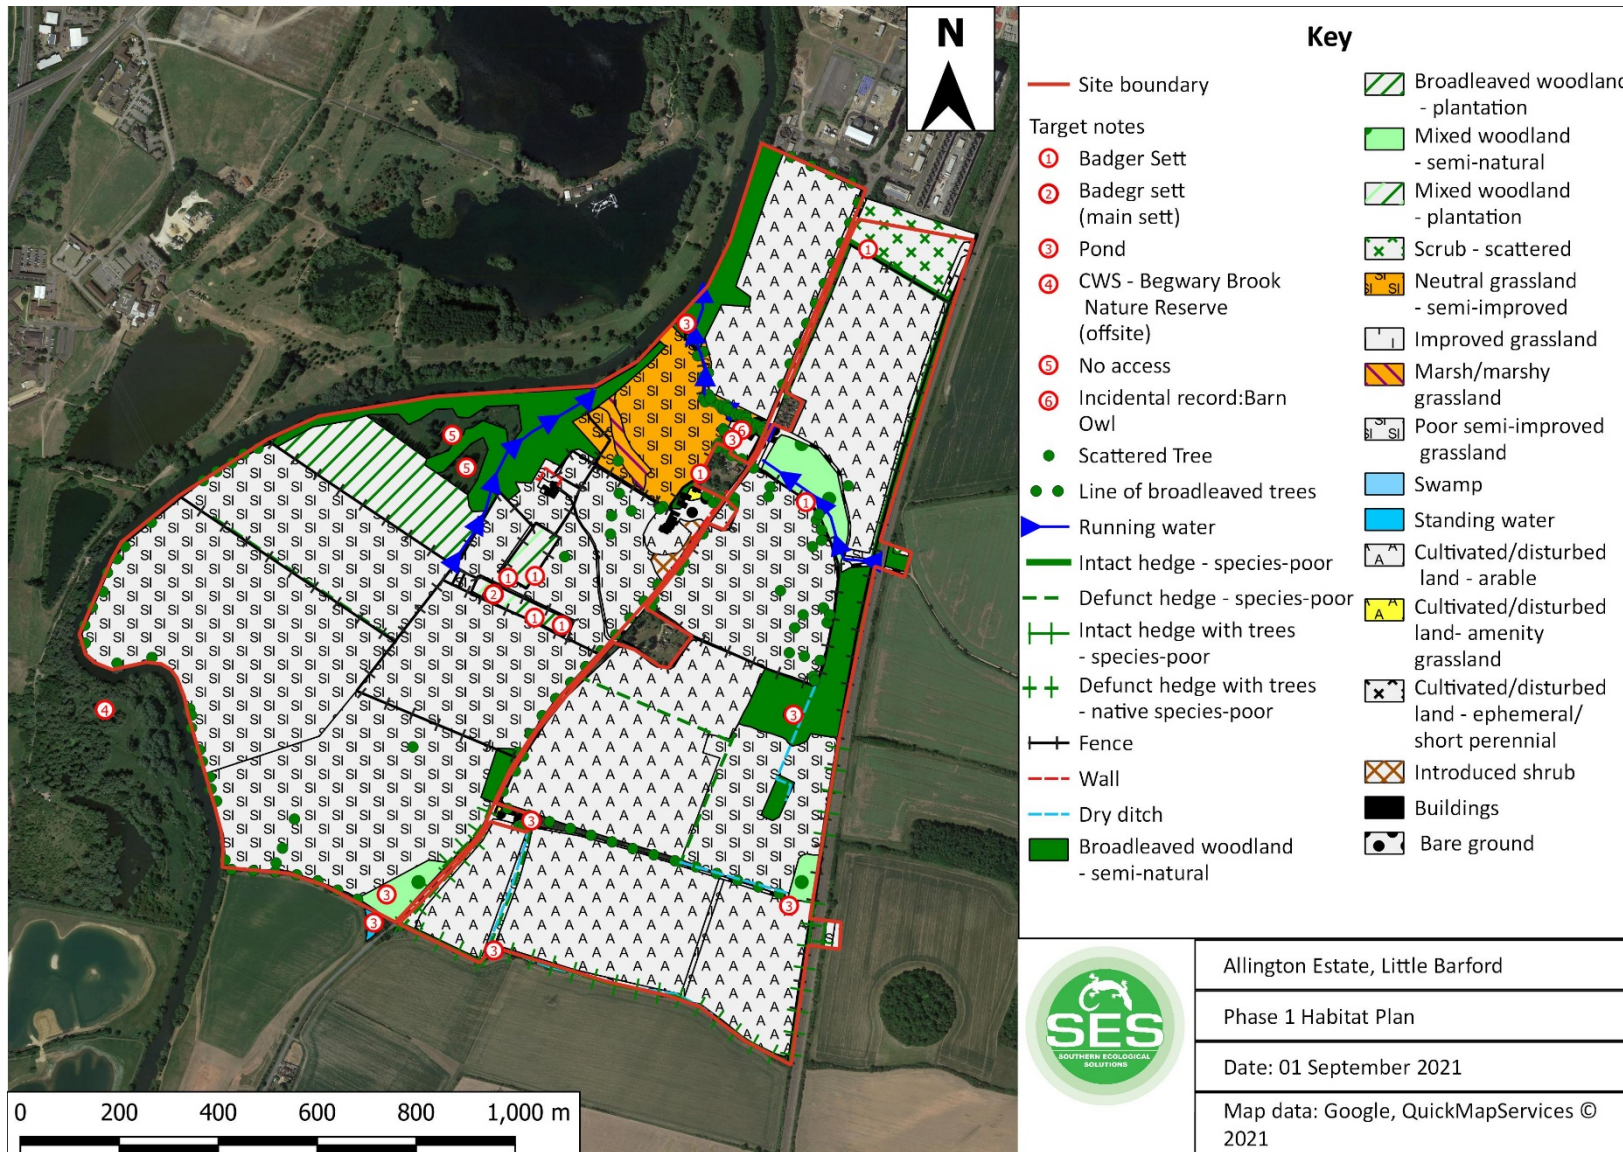 N
Key
Site boundary
Target notes
1 Badger Sett
2 Badegr sett
(main sett)
3 Pond
4 CWS - Begwary Brook
Nature Reserve
(offsite)
5 No access
6 Incidental record:Barn
Owl
Scattered Tree
Line of broadleaved trees
Running water
Intact hedge - species-poor
Defunct hedge - species-poor
Intact hedge with trees
- species-poor
Defunct hedge with trees
- native species-poor
Fence
Wall
Dry ditch
Broadleaved woodland
- semi-natural
Broadleaved woodland
- plantation
Mixed woodland
- semi-natural
Mixed woodland
- plantation
Scrub - scattered
SI Neutral grassland
- semi-improved
I Improved grassland
Marsh/marshy
grassland
SI Poor semi-improved
grassland
Swamp
Standing water
A Cultivated/disturbed
land - arable
A Cultivated/disturbed
land- amenity
grassland
Cultivated/disturbed
land - ephemeral/
short perennial
Introduced shrub
Buildings
Bare ground
SES
SOUTHERN ECOLOGICAL
SOLUTIONS
Allington Estate, Little Barford
Phase 1 Habitat Plan
Date: 01 September 2021
Map data: Google, QuickMapServices ©
2021
0 200 400 600 800 1,000 m